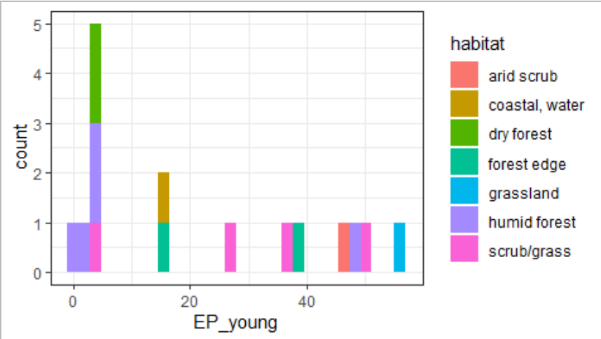 5
4
3
2
1
0
count
0 20 40
EP_young
habitat
arid scrub
coastal, water
dry forest
forest edge
grassland
humid forest
scrub/grass